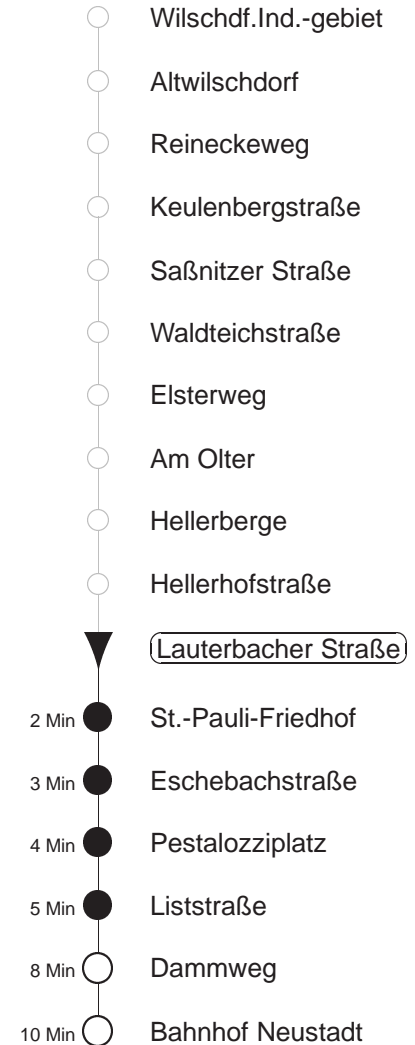 Wilschdf.Ind.-gebiet
Altwilschdorf
Reineckeweg
Keulenbergstraße
Saßnitzer Straße
Waldteichstraße
Elsterweg
Am Olter
Hellerberge
Hellerhofstraße
Lauterbacher Straße
2 Min St.-Pauli-Friedhof
3 Min Eschebachstraße
4 Min Pestalozziplatz
5 Min Liststraße
8 Min Dammweg
10 Min Bahnhof Neustadt